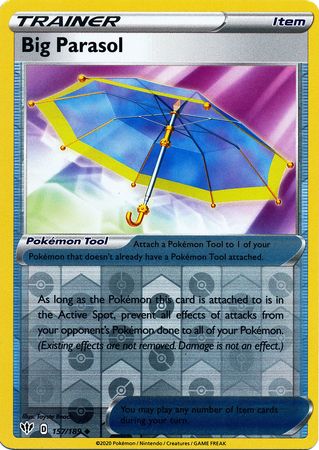 TRAINER Item
Big Parasol
Pokémon Tool
Attach a Pokémon Tool to 1 of your
Pokémon that doesn't already have a Pokémon Tool attached.
As long as the Pokémon this card is attached to is in
the Active Spot, prevent all effects of attacks
from your opponent's Pokémon done to all of your Pokémon.
(Existing effects are not removed. Damage is not an effect.)
You may play any number of Item cards
during your turn.
Illus. Toyste Beach
D 157/189
©2020 Pokémon / Nintendo / Creatures / GAME FREAK